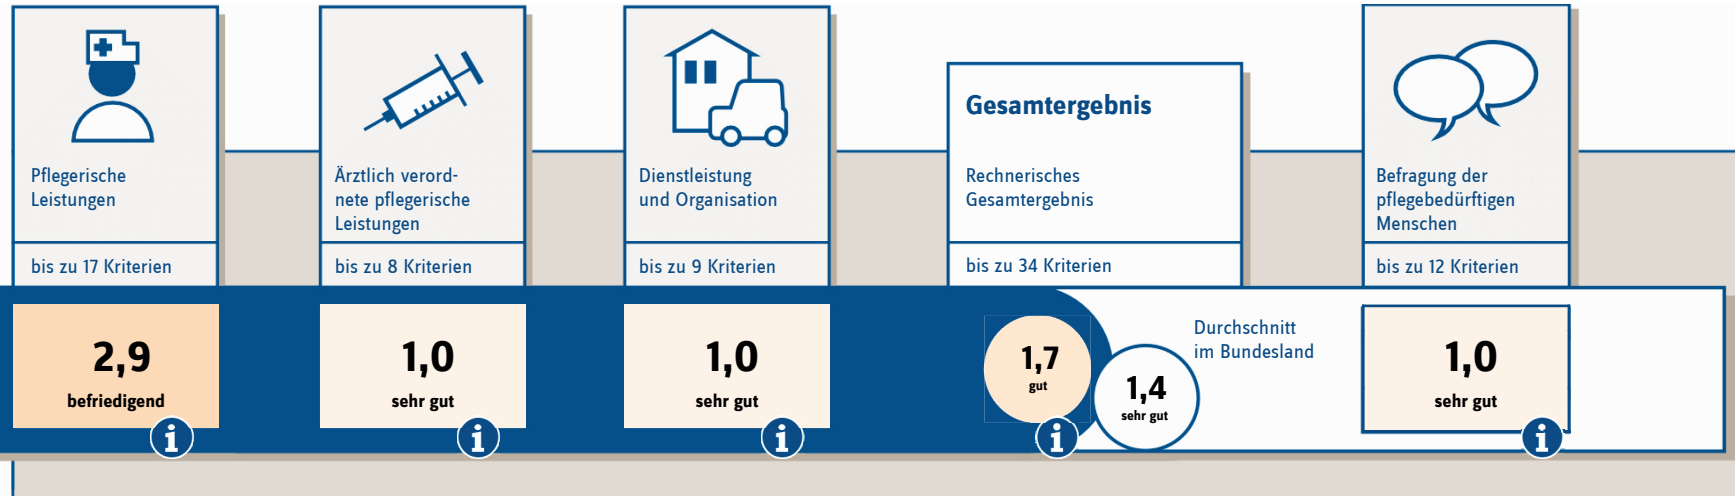 Pflegerische
Leistungen
bis zu 17 Kriterien
2,9
befriedigend
i
Ärztlich verord-
nete pflegerische
Leistungen
bis zu 8 Kriterien
1,0
sehr gut
i
Dienstleistung
und Organisation
bis zu 9 Kriterien
1,0
sehr gut
i
Gesamtergebnis
Rechnerisches
Gesamtergebnis
bis zu 34 Kriterien
1,7
gut
i
1,4
sehr gut
Durchschnitt
im Bundesland
Befragung der
pflegebedürftigen
Menschen
bis zu 12 Kriterien
1,0
sehr gut
i